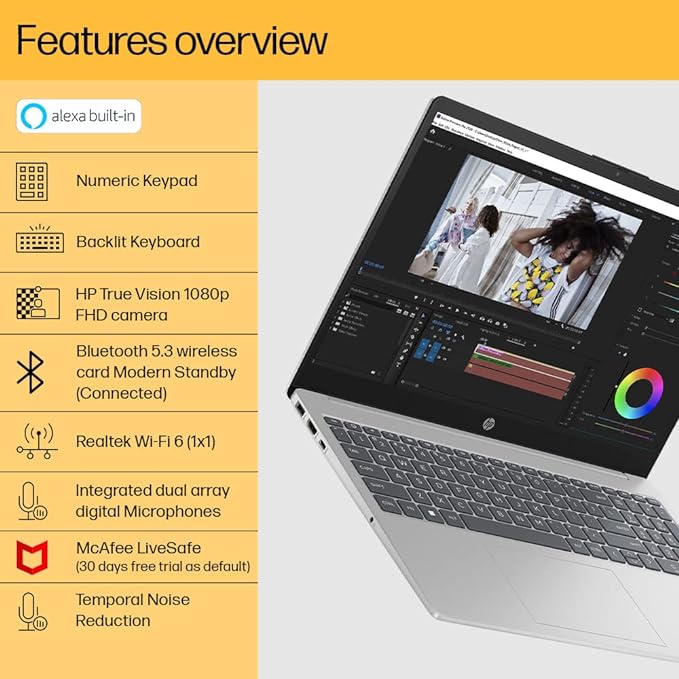 Features overview
alexa built-in
Numeric Keypad
Backlit Keyboard
HP True Vision 1080p
FHD camera
Bluetooth 5.3 wireless
card Modern Standby
(Connected)
Realtek Wi-Fi 6 (1x1)
Integrated dual array
digital Microphones
McAfee LiveSafe
(30 days free trial as default)
Temporal Noise
Reduction
hp